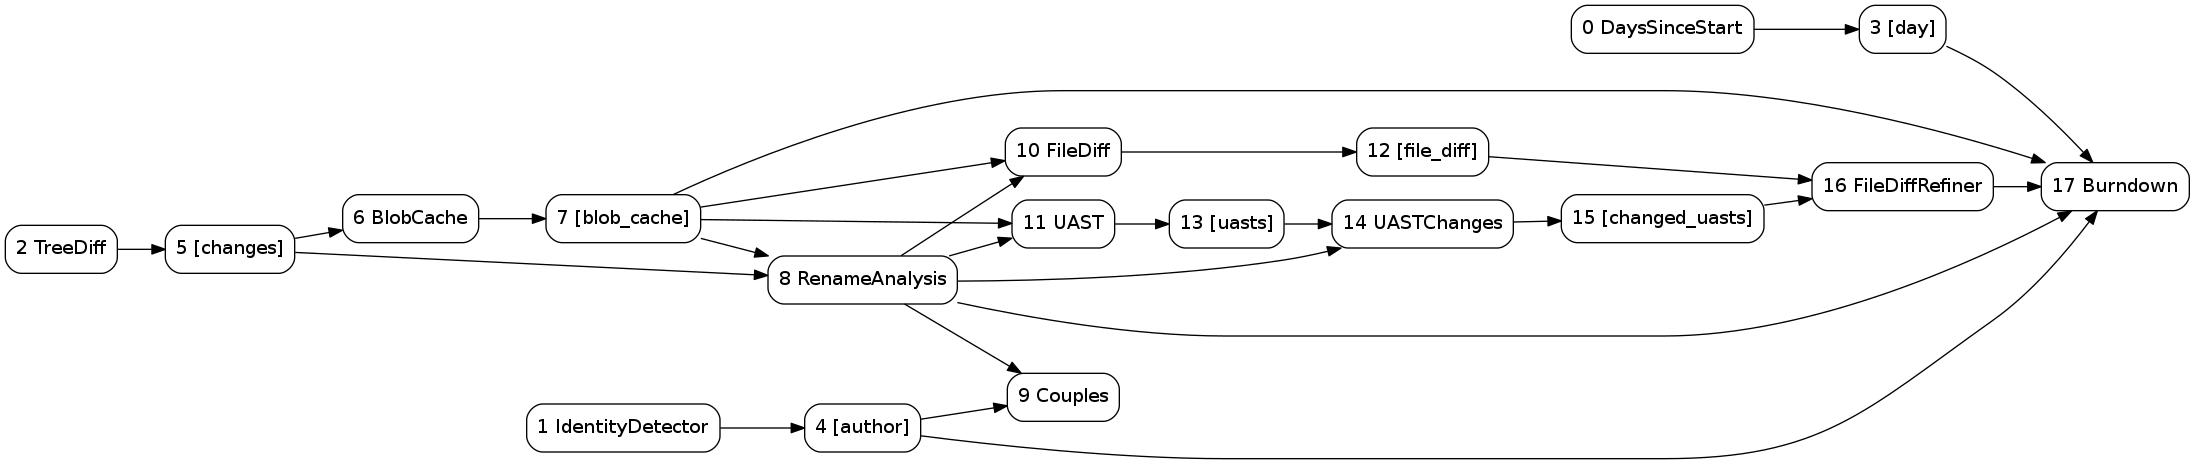 0 DaysSinceStart
3 [day]
10 FileDiff
12 [file_diff]
16 FileDiffRefiner
17 Burndown
6 BlobCache
7 [blob_cache]
11 UAST
13 [uasts]
14 UASTChanges
15 [changed_uasts]
2 TreeDiff
5 [changes]
8 RenameAnalysis
9 Couples
1 IdentityDetector
4 [author]